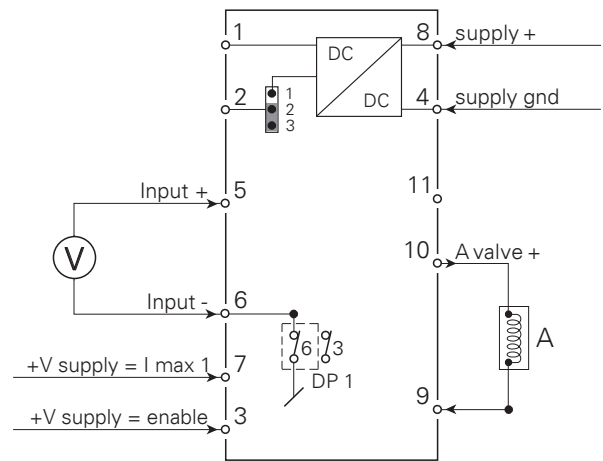 1
DC
8
supply +
2
1
2
3
DC
4
supply gnd
Input +
5
11
V
10
A valve +
Input -
6
6
3
A
+V supply = I max 1
7
DP 1
9
+V supply = enable
3